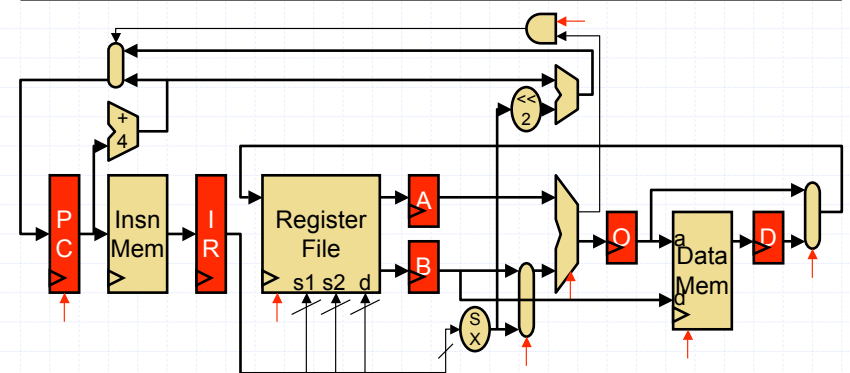 +
4
<<
2
P
C
Insn
Mem
I
R
Register
File
s1 s2 d
A
B
S
X
O
a
Data
Mem
d
D